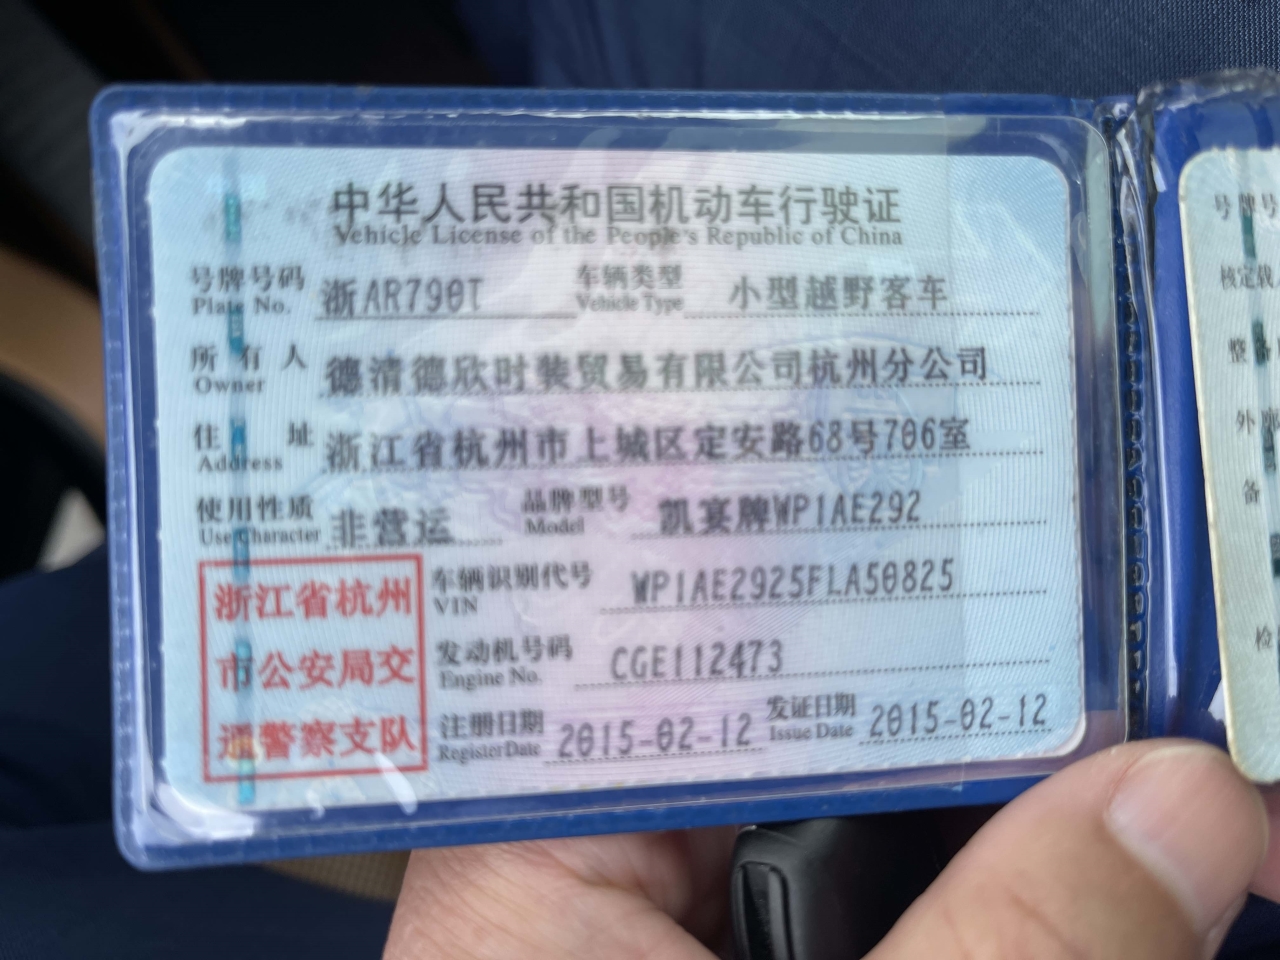 中华人民共和国机动车行驶证
Vehicle License of the People's Republic of China
号牌号码 浙AR790T 车辆类型 小型越野客车
Plate No. Vehicle Type
所有人 德清德欣时装贸易有限公司杭州分公司
Owner
住址 浙江省杭州市上城区定安路68号706室
Address
使用性质 非营运 品牌型号 凯宴牌WP1AE292
Use Character Model
车辆识别代号 WP1AE2925FLA50825
VIN
发动机号码 CGE112473
Engine No.
注册日期 2015-02-12 发证日期 2015-02-12
Register Date Issue Date
浙江省杭州
市公安局交
通警察支队
号牌号
核定载
整备
外廓
备
检